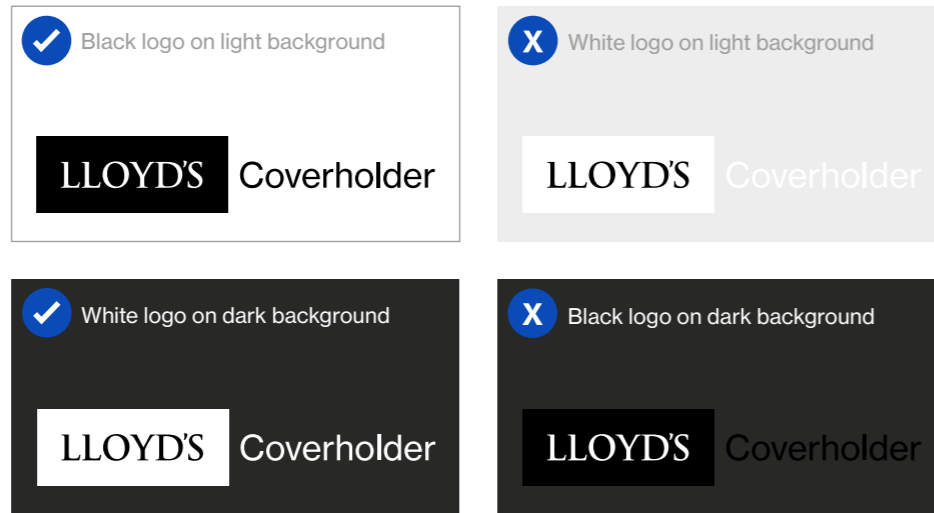 Black logo on light background
LLOYD'S Coverholder
X White logo on light background
LLOYD'S Coverholder
White logo on dark background
LLOYD'S Coverholder
X Black logo on dark background
LLOYD'S Coverholder